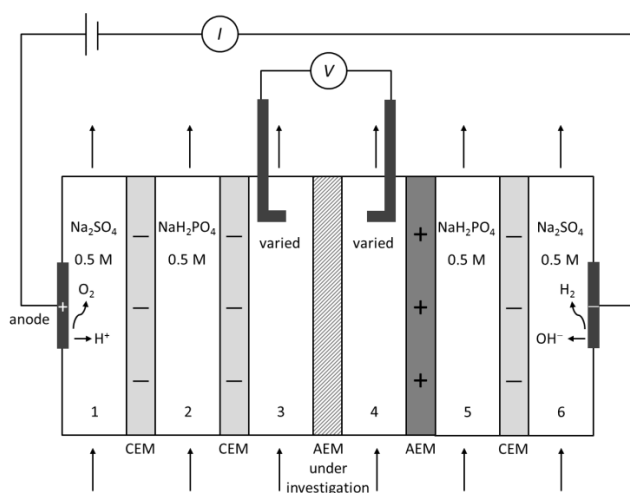 I
V
Na₂SO₄
0.5 M
NaH₂PO₄
0.5 M
varied
varied
NaH₂PO₄
0.5 M
Na₂SO₄
0.5 M
O₂
H⁺
+
anode
H₂
OH⁻
−
− − −
− − −
− −
+
+
+
1
2
3
4
5
6
CEM
CEM
AEM
under
investigation
AEM
CEM